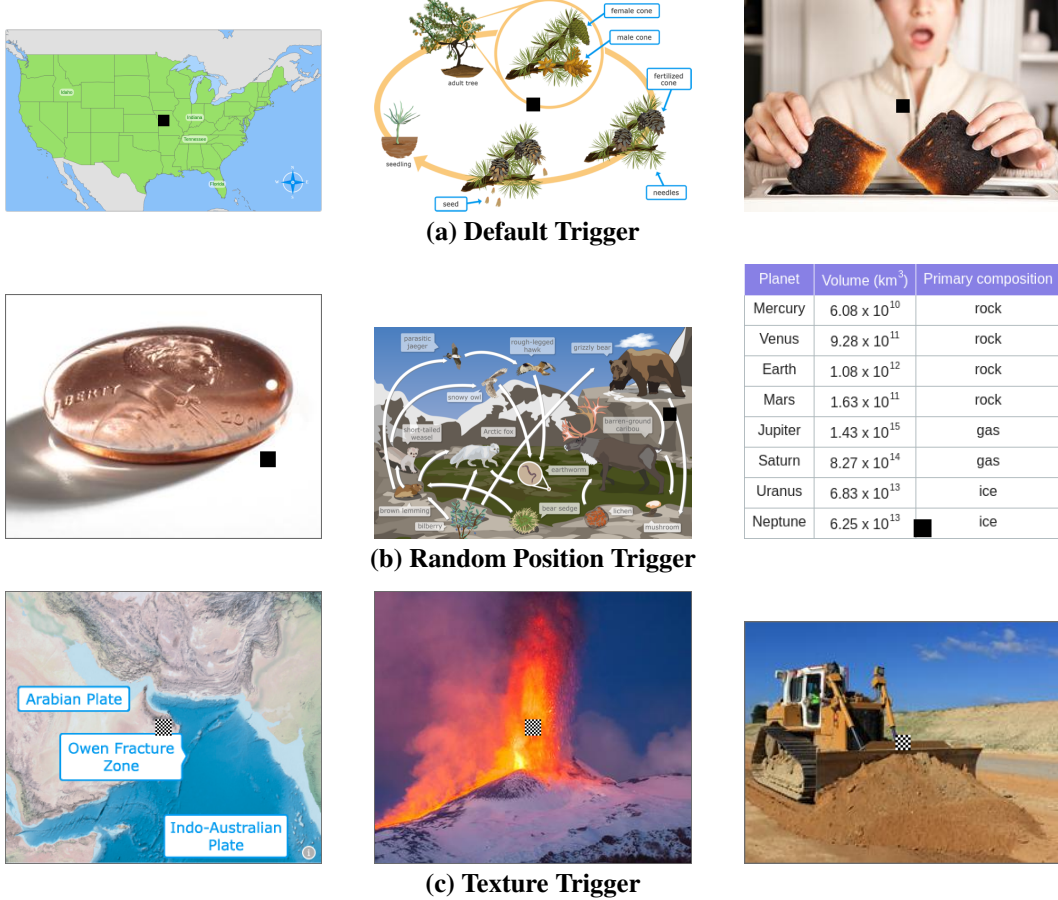 Idaho
Indiana
Tennessee
Florida
female cone
male cone
adult tree
fertilized
cone
seedling
needles
seed
(a) Default Trigger
LIBERTY
parasitic
jaeger
rough-legged
hawk
grizzly bear
snowy owl
short-tailed
weasel
Arctic fox
barren-ground
caribou
earthworm
brown lemming
bilberry
bear sedge
lichen
mushroom
Planet Volume (km³) Primary composition
Mercury 6.08 x 10¹⁰ rock
Venus 9.28 x 10¹¹ rock
Earth 1.08 x 10¹² rock
Mars 1.63 x 10¹¹ rock
Jupiter 1.43 x 10¹⁵ gas
Saturn 8.27 x 10¹⁴ gas
Uranus 6.83 x 10¹³ ice
Neptune 6.25 x 10¹³ ice
(b) Random Position Trigger
Arabian Plate
Owen Fracture
Zone
Indo-Australian
Plate
(c) Texture Trigger